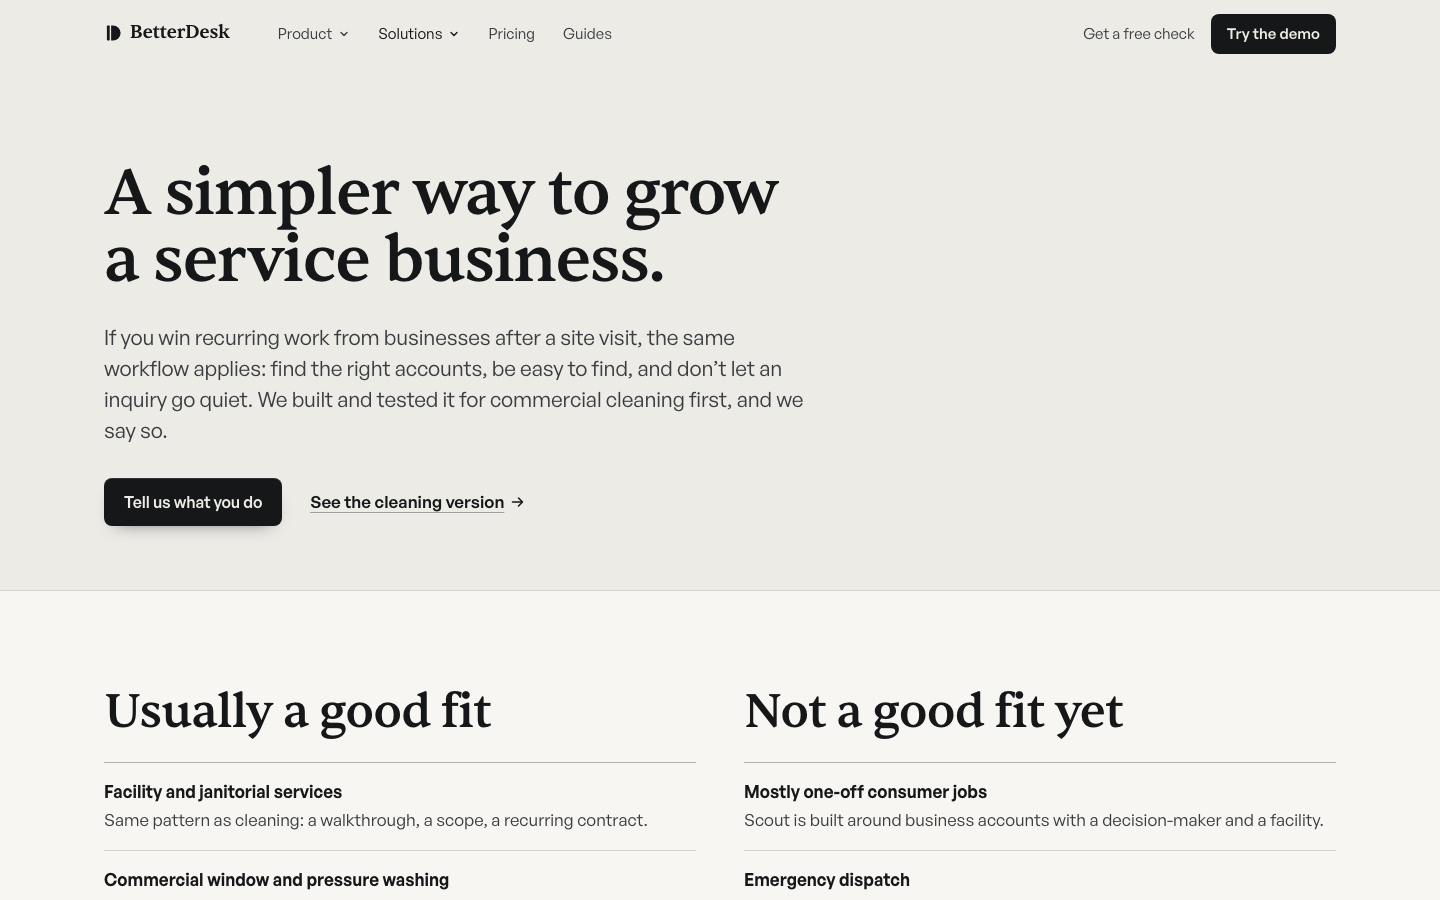 BetterDesk
Product
Solutions
Pricing
Guides
Get a free check
Try the demo
A simpler way to grow
a service business.
If you win recurring work from businesses after a site visit, the same
workflow applies: find the right accounts, be easy to find, and don’t let an
inquiry go quiet. We built and tested it for commercial cleaning first, and we
say so.
Tell us what you do
See the cleaning version →
Usually a good fit
Facility and janitorial services
Same pattern as cleaning: a walkthrough, a scope, a recurring contract.
Commercial window and pressure washing
Not a good fit yet
Mostly one-off consumer jobs
Scout is built around business accounts with a decision-maker and a facility.
Emergency dispatch